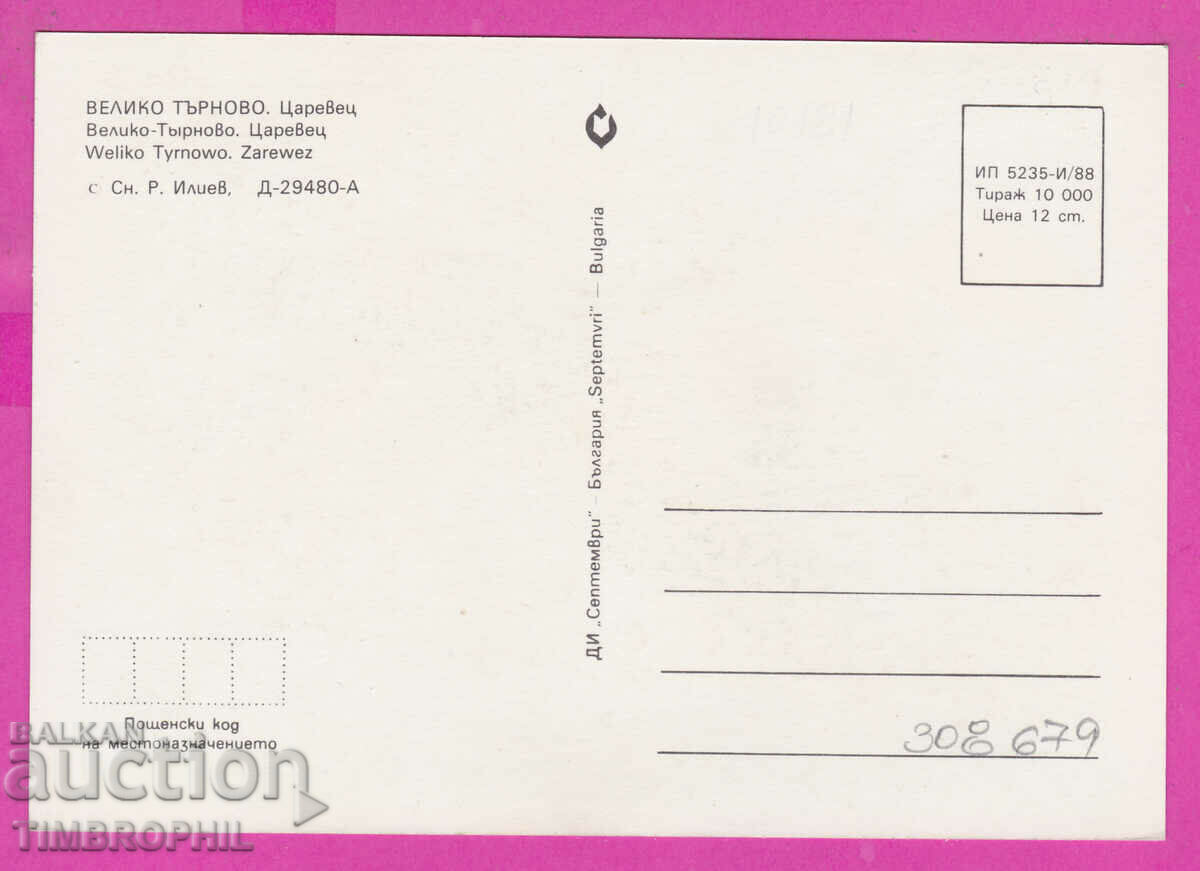 ВЕЛИКО ТЪРНОВО. Царевец
Велико-Тырново. Царевец
Weliko Tyrnowo. Zarewez
с Сн. Р. Илиев, Д-29480-А
ИП 5235-И/88
Тираж 10 000
Цена 12 ст.
ДИ „Септември" – България „Septemvri" — Bulgaria
Пощенски код
на местоназначението
308 679
BALKAN
auction
TIMBROPHIL